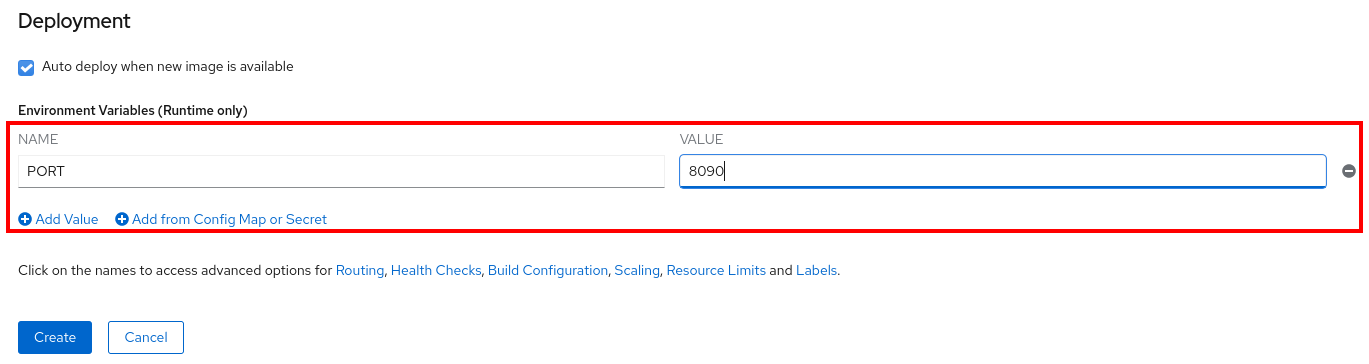 Deployment
Auto deploy when new image is available
Environment Variables (Runtime only)
NAME VALUE
PORT 8090
Add Value Add from Config Map or Secret
Click on the names to access advanced options for Routing, Health Checks, Build Configuration, Scaling, Resource Limits and Labels.
Create Cancel